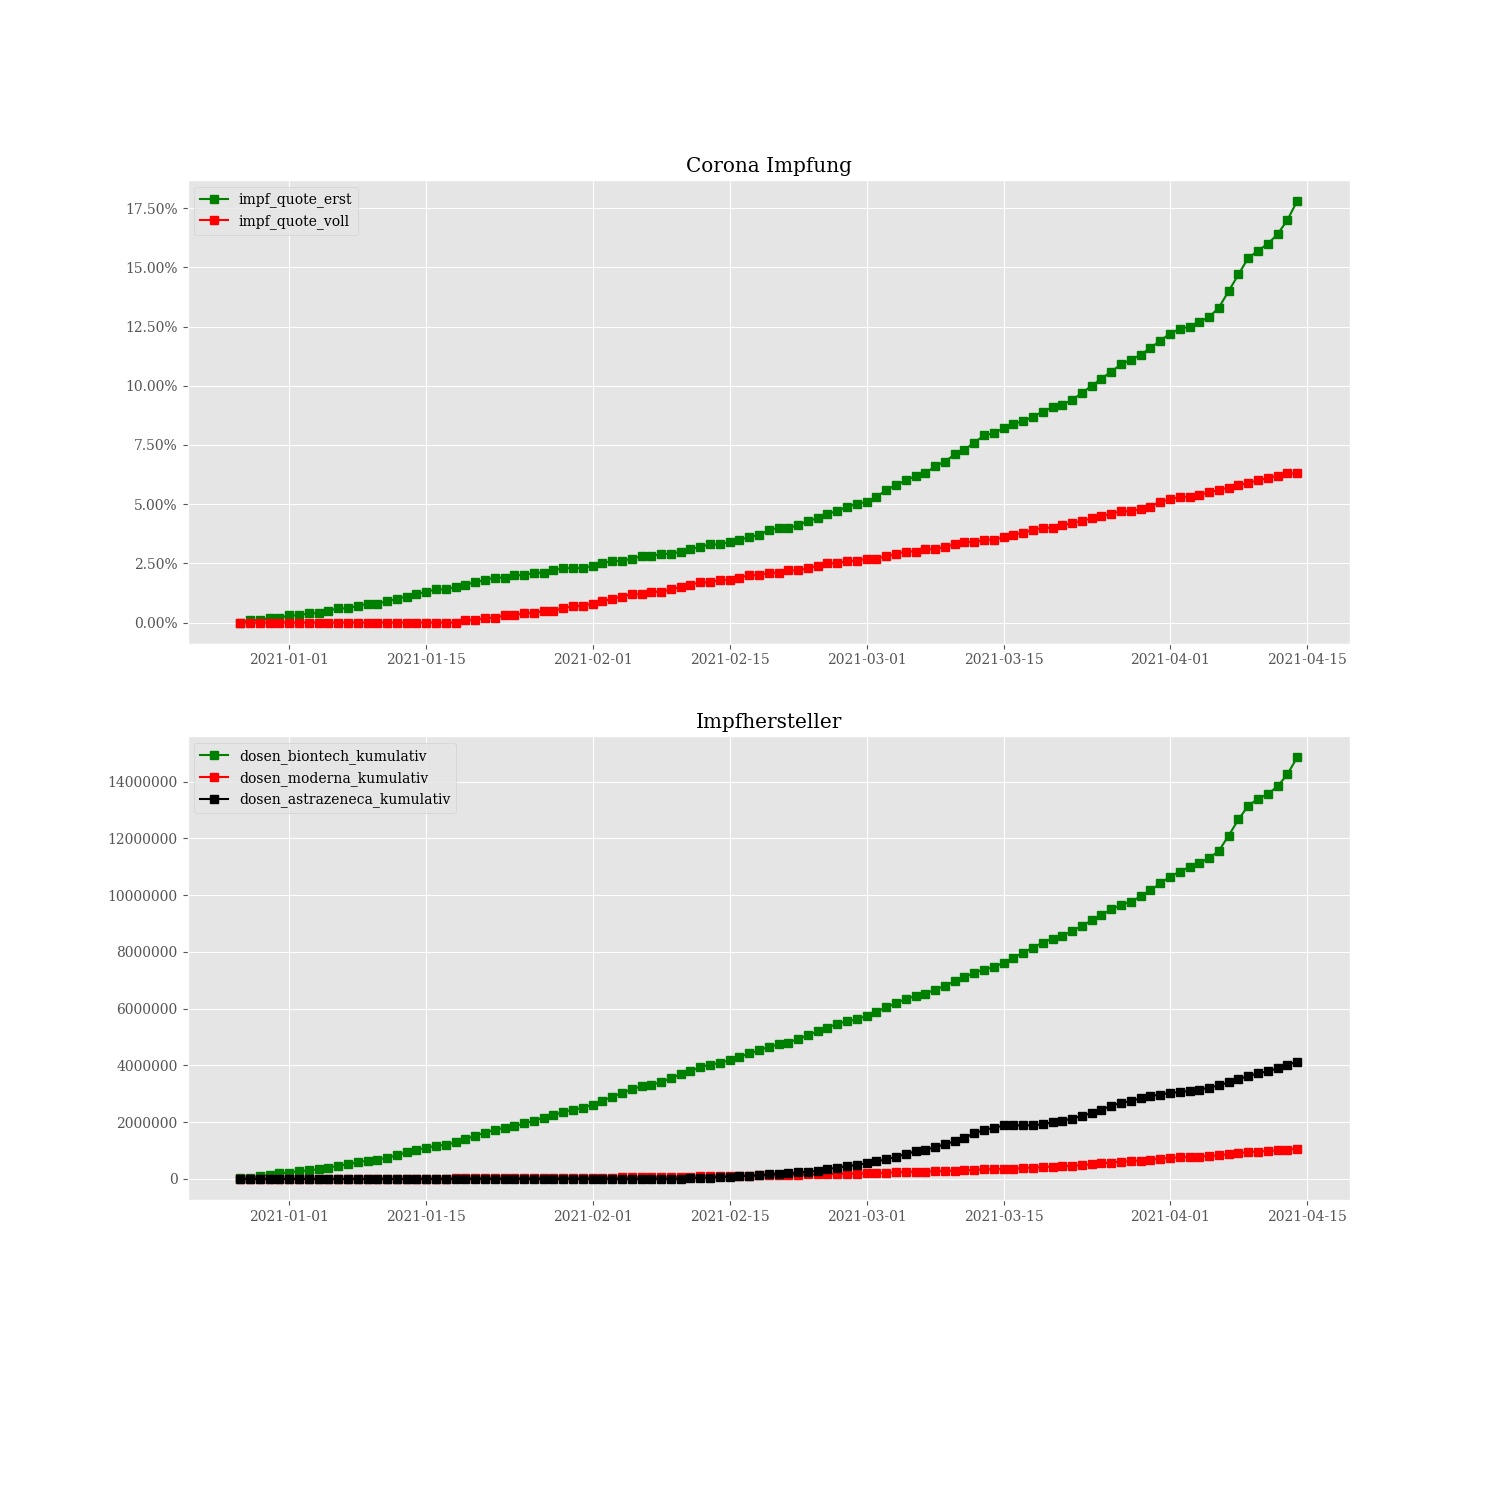 Corona Impfung
impf_quote_erst
impf_quote_voll
17.50%
15.00%
12.50%
10.00%
7.50%
5.00%
2.50%
0.00%
2021-01-01 2021-01-15 2021-02-01 2021-02-15 2021-03-01 2021-03-15 2021-04-01 2021-04-15
Impfhersteller
dosen_biontech_kumulativ
dosen_moderna_kumulativ
dosen_astrazeneca_kumulativ
14000000
12000000
10000000
8000000
6000000
4000000
2000000
0
2021-01-01 2021-01-15 2021-02-01 2021-02-15 2021-03-01 2021-03-15 2021-04-01 2021-04-15